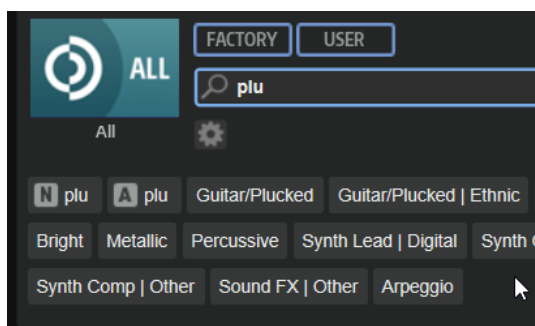 FACTORY USER
ALL
plu
All
N plu A plu Guitar/Plucked Guitar/Plucked | Ethnic
Bright Metallic Percussive Synth Lead | Digital Synth
Synth Comp | Other Sound FX | Other Arpeggio